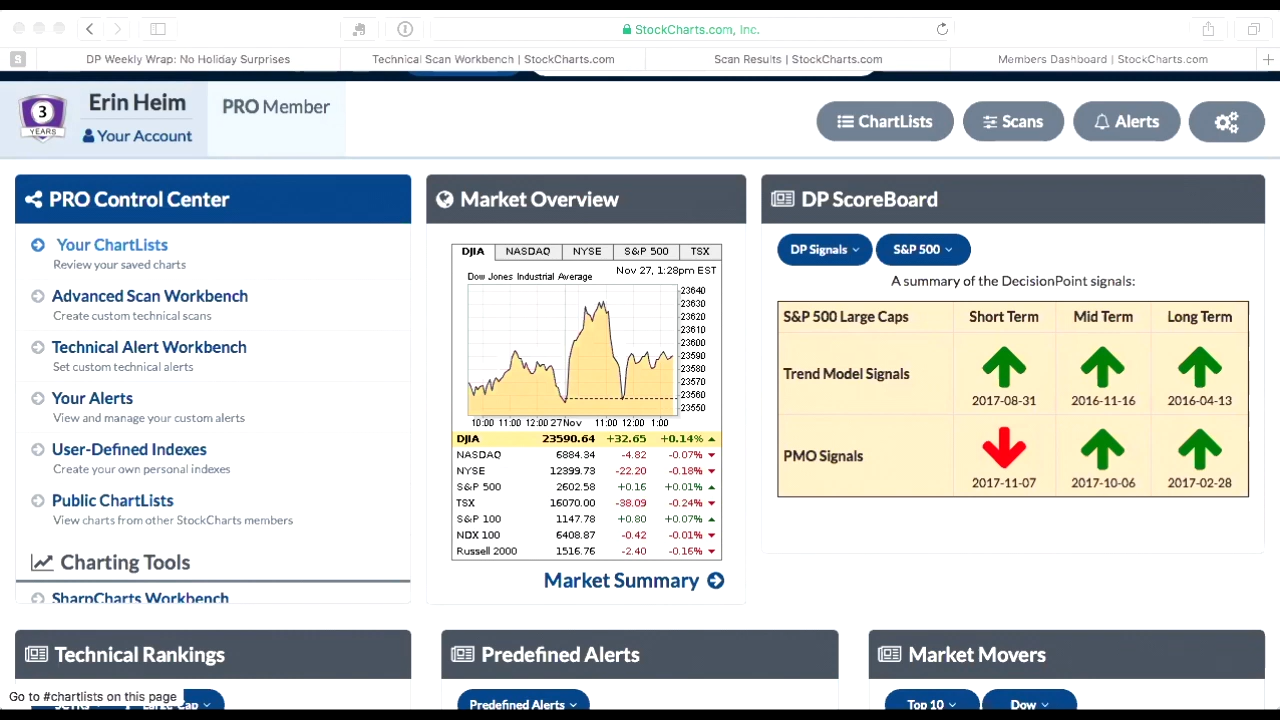 StockCharts.com, Inc.
S
DP Weekly Wrap: No Holiday Surprises
Technical Scan Workbench | StockCharts.com
Scan Results | StockCharts.com
Members Dashboard | StockCharts.com
3
YEARS
Erin Heim
Your Account
PRO Member
ChartLists
Scans
Alerts
PRO Control Center
Your ChartLists
Review your saved charts
Advanced Scan Workbench
Create custom technical scans
Technical Alert Workbench
Set custom technical alerts
Your Alerts
View and manage your custom alerts
User-Defined Indexes
Create your own personal indexes
Public ChartLists
View charts from other StockCharts members
Charting Tools
SharpCharts Workbench
Market Overview
DJIA NASDAQ NYSE S&P 500 TSX
Nov 27, 1:28pm EST
Dow Jones Industrial Average
23640
23630
23620
23610
23600
23590
23580
23570
23560
23550
10:00 11:00 12:00 27Nov 11:00 12:00 1:00
DJIA 23590.64 +32.65 +0.14%
NASDAQ 6884.34 -4.82 -0.07%
NYSE 12399.73 -22.20 -0.18%
S&P 500 2602.58 +0.16 +0.01%
TSX 16070.00 -38.09 -0.24%
S&P 100 1147.78 +0.80 +0.07%
NDX 100 6408.87 -0.42 -0.01%
Russell 2000 1516.76 -2.40 -0.16%
Market Summary
DP ScoreBoard
DP Signals S&P 500
A summary of the DecisionPoint signals:
S&P 500 Large Caps Short Term Mid Term Long Term
Trend Model Signals
2017-08-31 2016-11-16 2016-04-13
PMO Signals
2017-11-07 2017-10-06 2017-02-28
Technical Rankings
Large Cap
Go to #chartlists on this page
Predefined Alerts
Predefined Alerts
Market Movers
Top 10 Dow